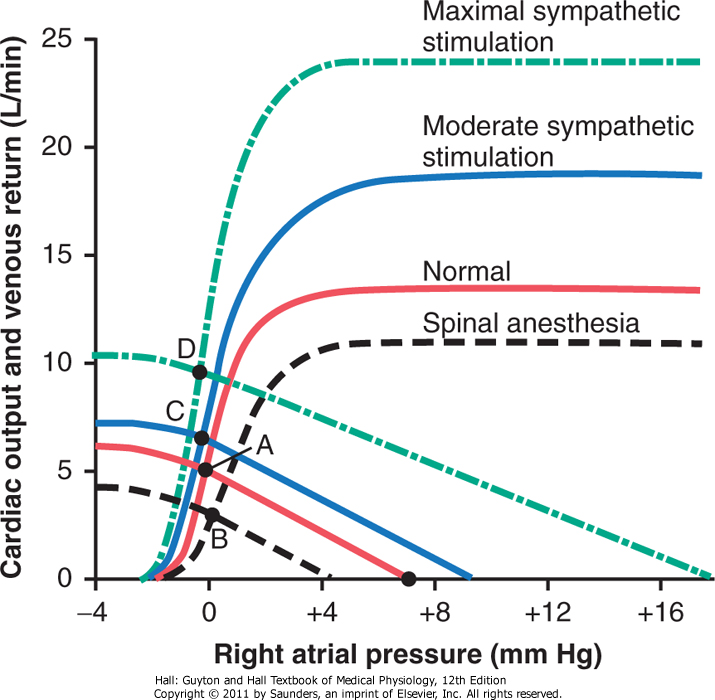 Maximal sympathetic
stimulation
25
20
Moderate sympathetic
stimulation
15
Normal
Spinal anesthesia
10
D
C
A
5
B
0
−4
0
+4
+8
+12
+16
Cardiac output and venous return (L/min)
Right atrial pressure (mm Hg)
Hall: Guyton and Hall Textbook of Medical Physiology, 12th Edition
Copyright © 2011 by Saunders, an imprint of Elsevier, Inc. All rights reserved.